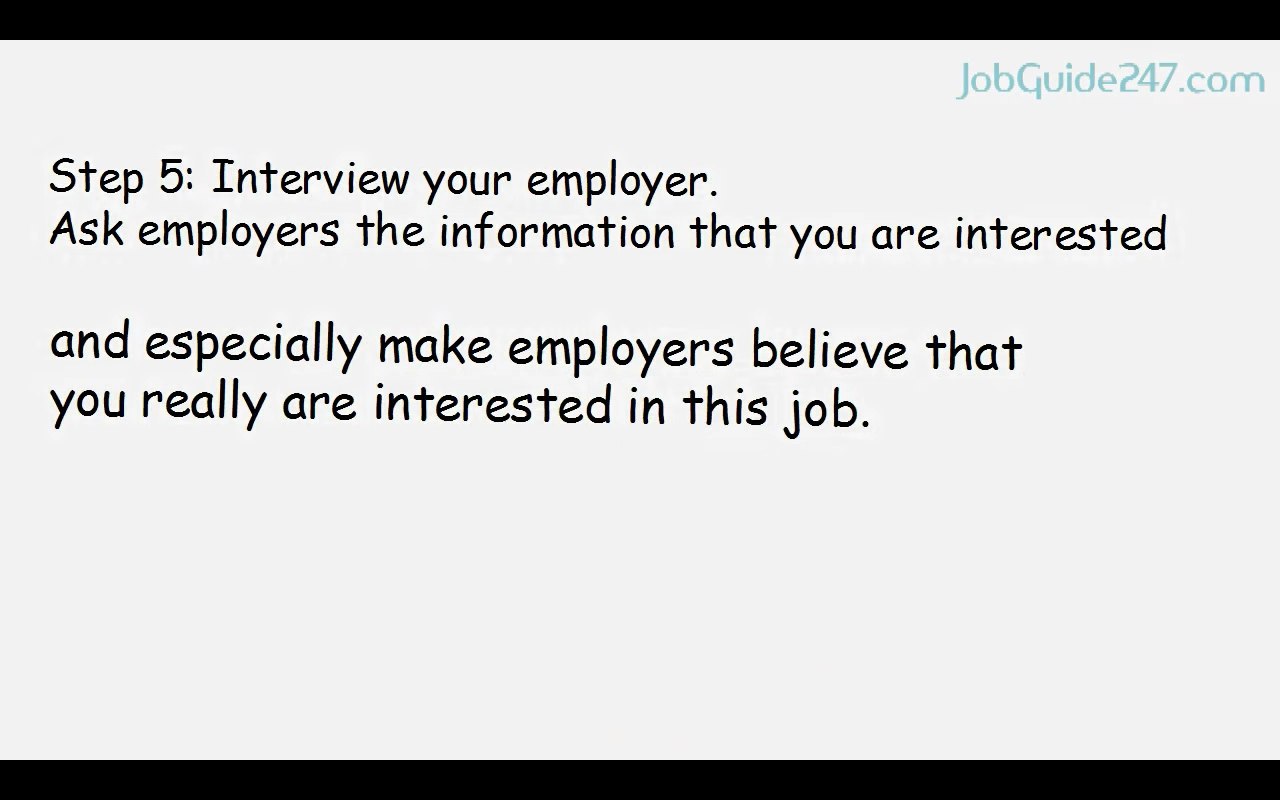 JobGuide247.com
Step 5: Interview your employer.
Ask employers the information that you are interested
and especially make employers believe that
you really are interested in this job.